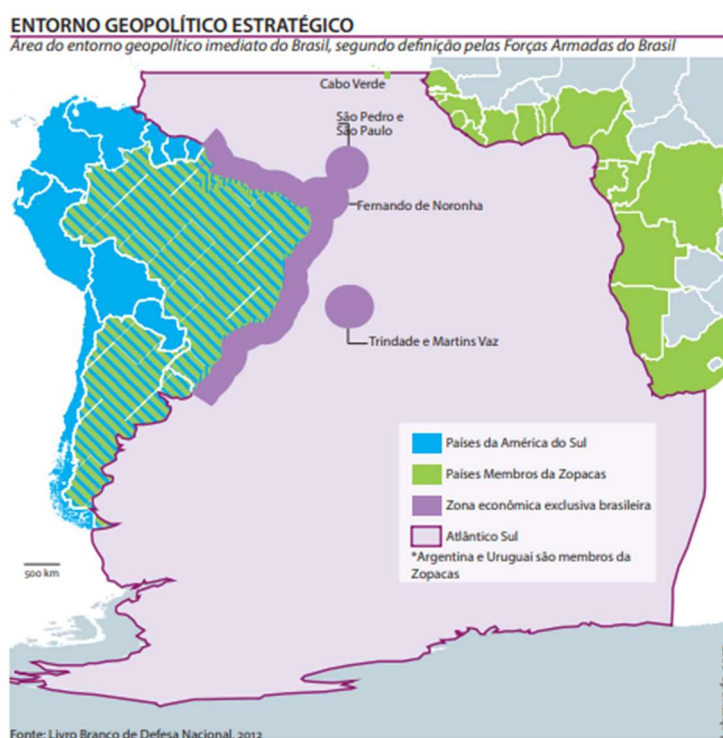 ENTORNO GEOPOLÍTICO ESTRATÉGICO
Área do entorno geopolítico imediato do Brasil, segundo definição pelas Forças Armadas do Brasil
Cabo Verde
São Pedro e
São Paulo
Fernando de Noronha
Trindade e Martins Vaz
Países da América do Sul
Países Membros da Zopacas
Zona econômica exclusiva brasileira
Atlântico Sul
*Argentina e Uruguai são membros da
Zopacas
500 km
Fonte: Livro Branco de Defesa Nacional, 2012